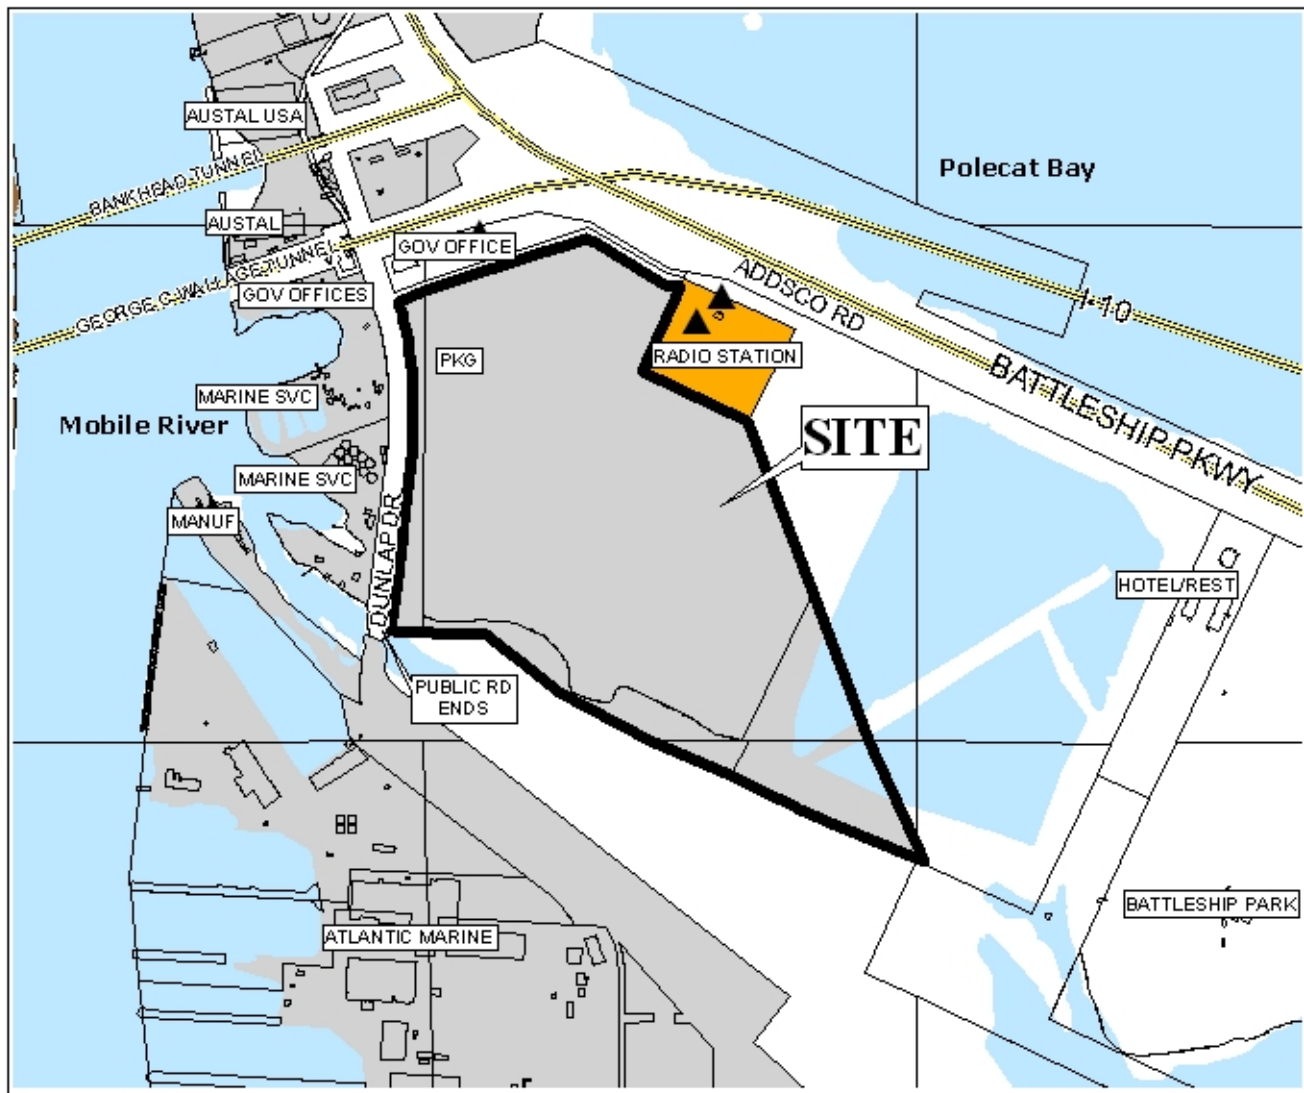 AUSTAL USA
BANKHEAD TUNNEL
Polecat Bay
AUSTAL
GOV OFFICE
GEORGE C WALLACE TUNNEL
GOV OFFICES
ADDSCO RD
I-10
PKG
RADIO STATION
BATTLESHIP PKWY
MARINE SVC
Mobile River
SITE
MARINE SVC
MANUF
DUNLAP DR
HOTEL/REST
PUBLIC RD
ENDS
BATTLESHIP PARK
ATLANTIC MARINE